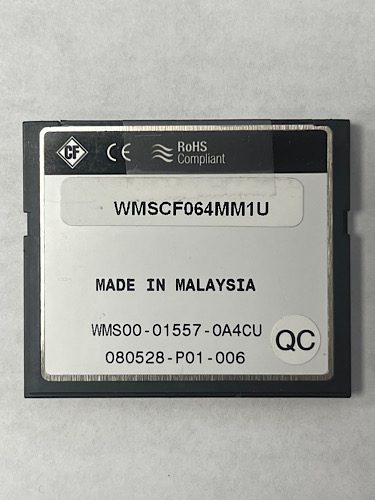 CF CE RoHS
Compliant
WMSCF064MM1U
MADE IN MALAYSIA
WMS00-01557-0A4CU
QC
080528-P01-006